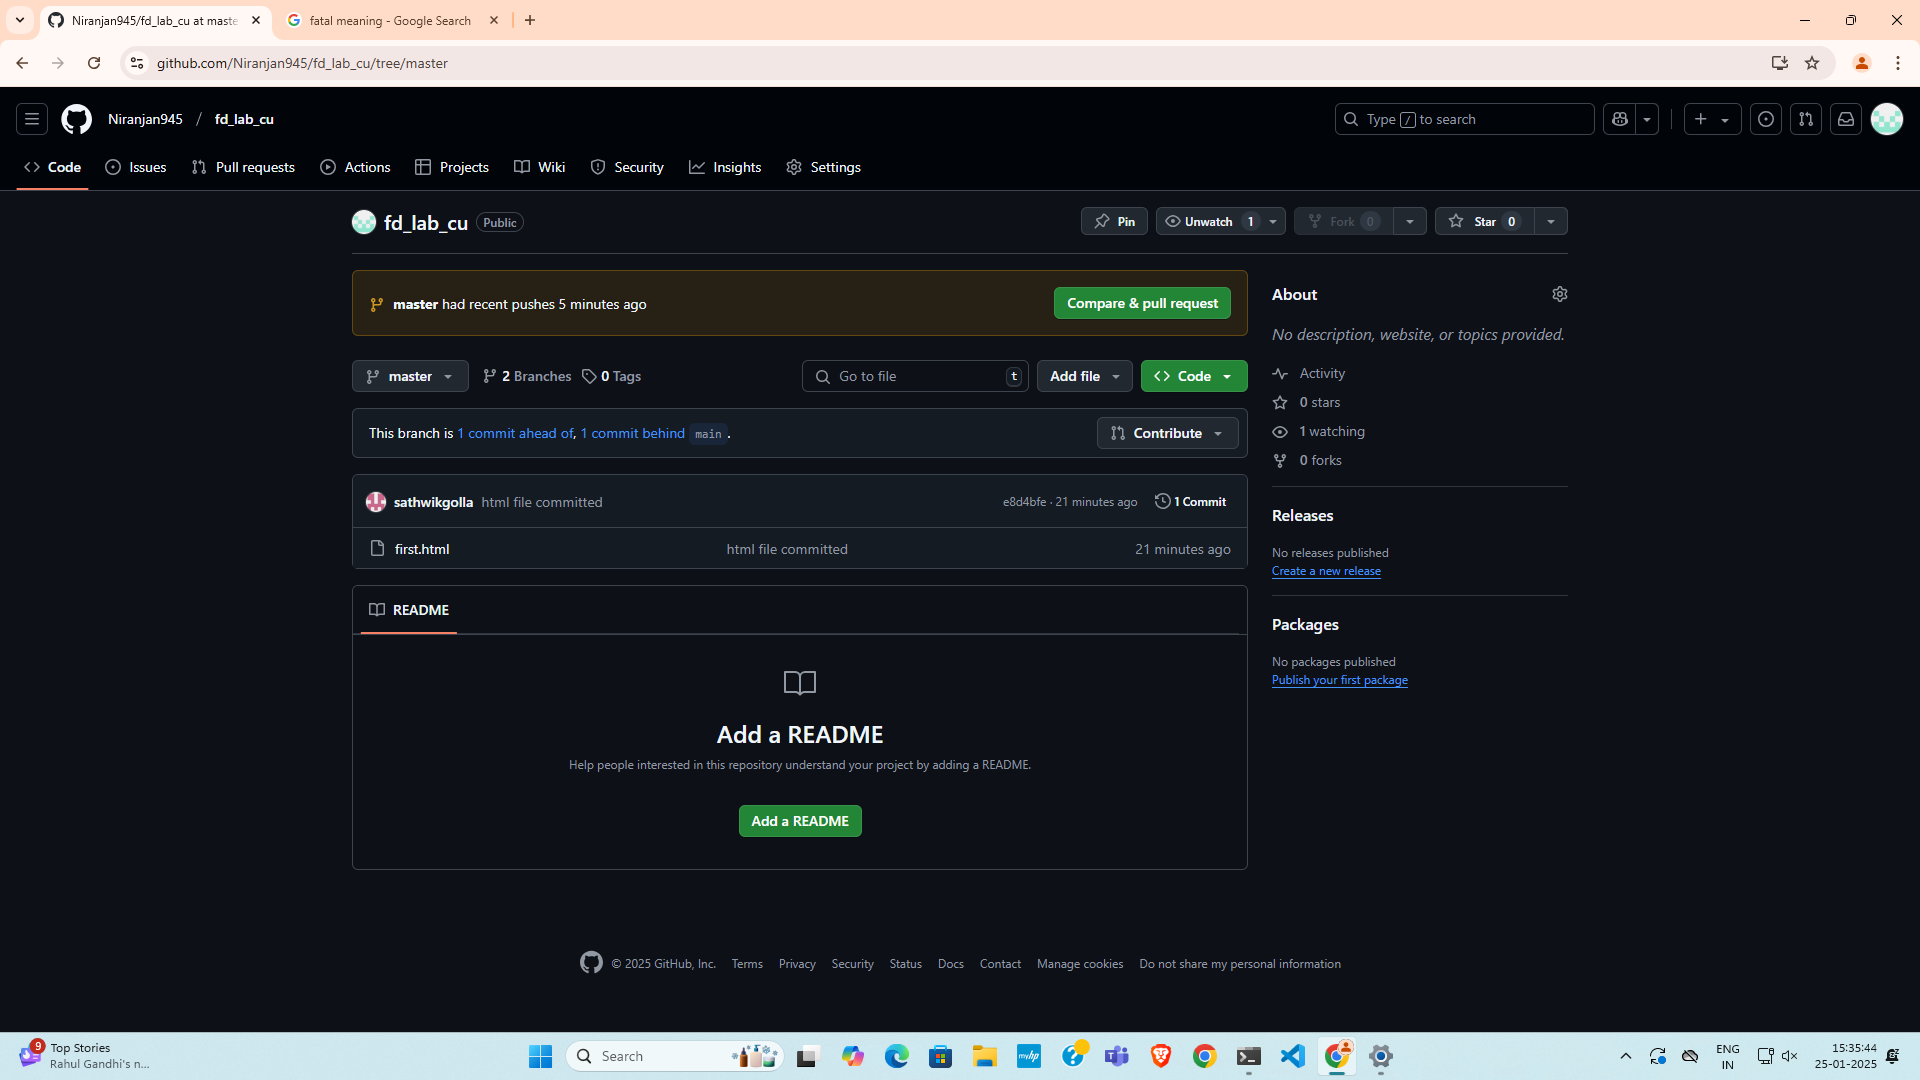 Niranjan945/fd_lab_cu at maste
fatal meaning - Google Search
github.com/Niranjan945/fd_lab_cu/tree/master
Niranjan945 / fd_lab_cu
Type / to search
Code
Issues
Pull requests
Actions
Projects
Wiki
Security
Insights
Settings
fd_lab_cu Public
Pin
Unwatch 1
Fork 0
Star 0
master had recent pushes 5 minutes ago
Compare & pull request
master
2 Branches
0 Tags
Go to file t
Add file
Code
This branch is 1 commit ahead of, 1 commit behind main .
Contribute
sathwikgolla html file committed
e8d4bfe · 21 minutes ago
1 Commit
first.html
html file committed
21 minutes ago
README
Add a README
Help people interested in this repository understand your project by adding a README.
Add a README
About
No description, website, or topics provided.
Activity
0 stars
1 watching
0 forks
Releases
No releases published
Create a new release
Packages
No packages published
Publish your first package
© 2025 GitHub, Inc.
Terms
Privacy
Security
Status
Docs
Contact
Manage cookies
Do not share my personal information
9
Top Stories
Rahul Gandhi's n...
Search
myhp
ENG
IN
15:35:44
25-01-2025